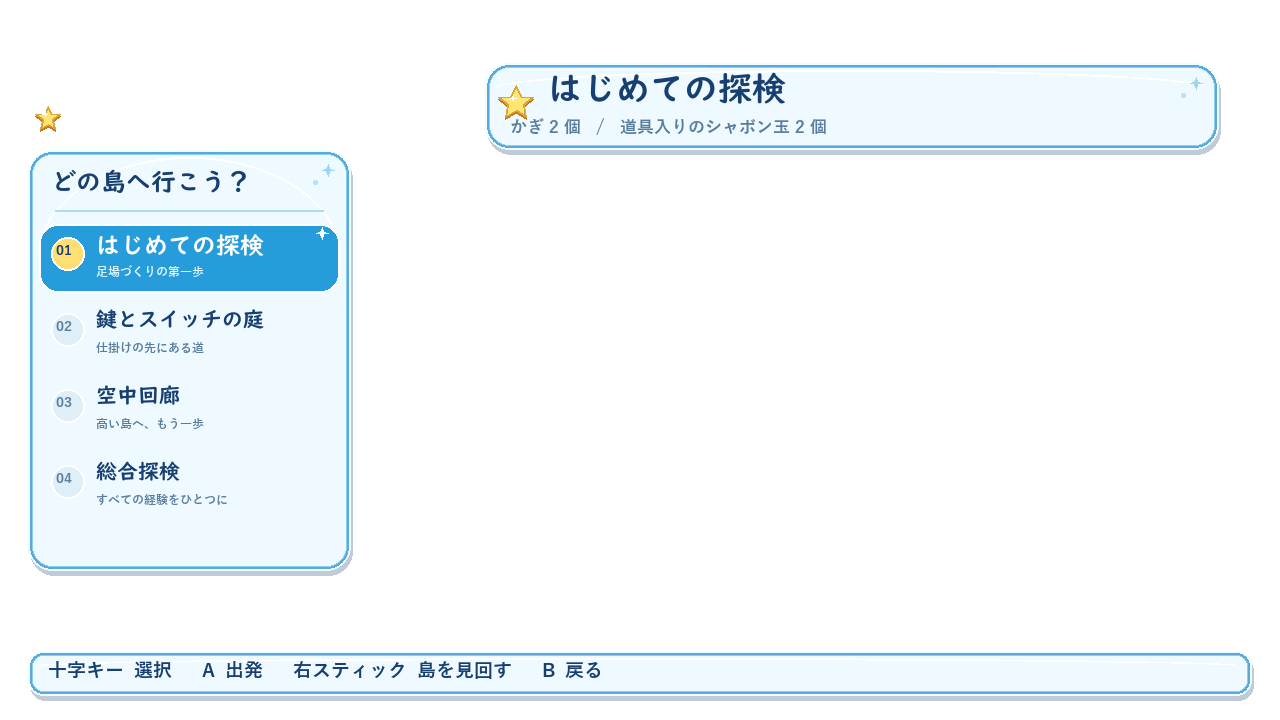 はじめての探検
かぎ 2 個 / 道具入りのシャボン玉 2 個
どの島へ行こう？
01 はじめての探検
足場づくりの第一歩
02 鍵とスイッチの庭
仕掛けの先にある道
03 空中回廊
高い島へ、もう一歩
04 総合探検
すべての経験をひとつに
十字キー 選択 A 出発 右スティック 島を見回す B 戻る